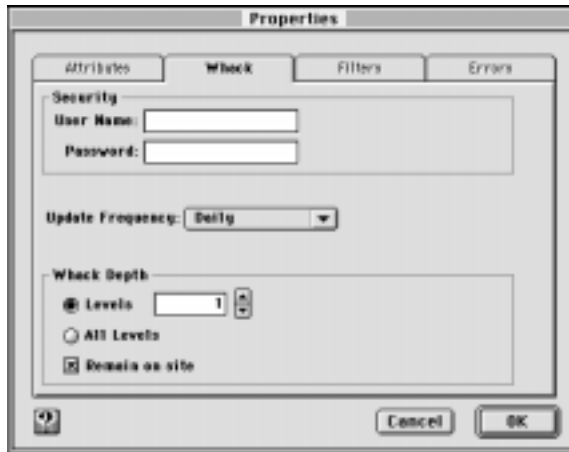 Properties
Attributes Whack Filters Errors
Security
User Name:
Password:
Update Frequency: Daily
Whack Depth
Levels 1
All Levels
Remain on site
? Cancel OK